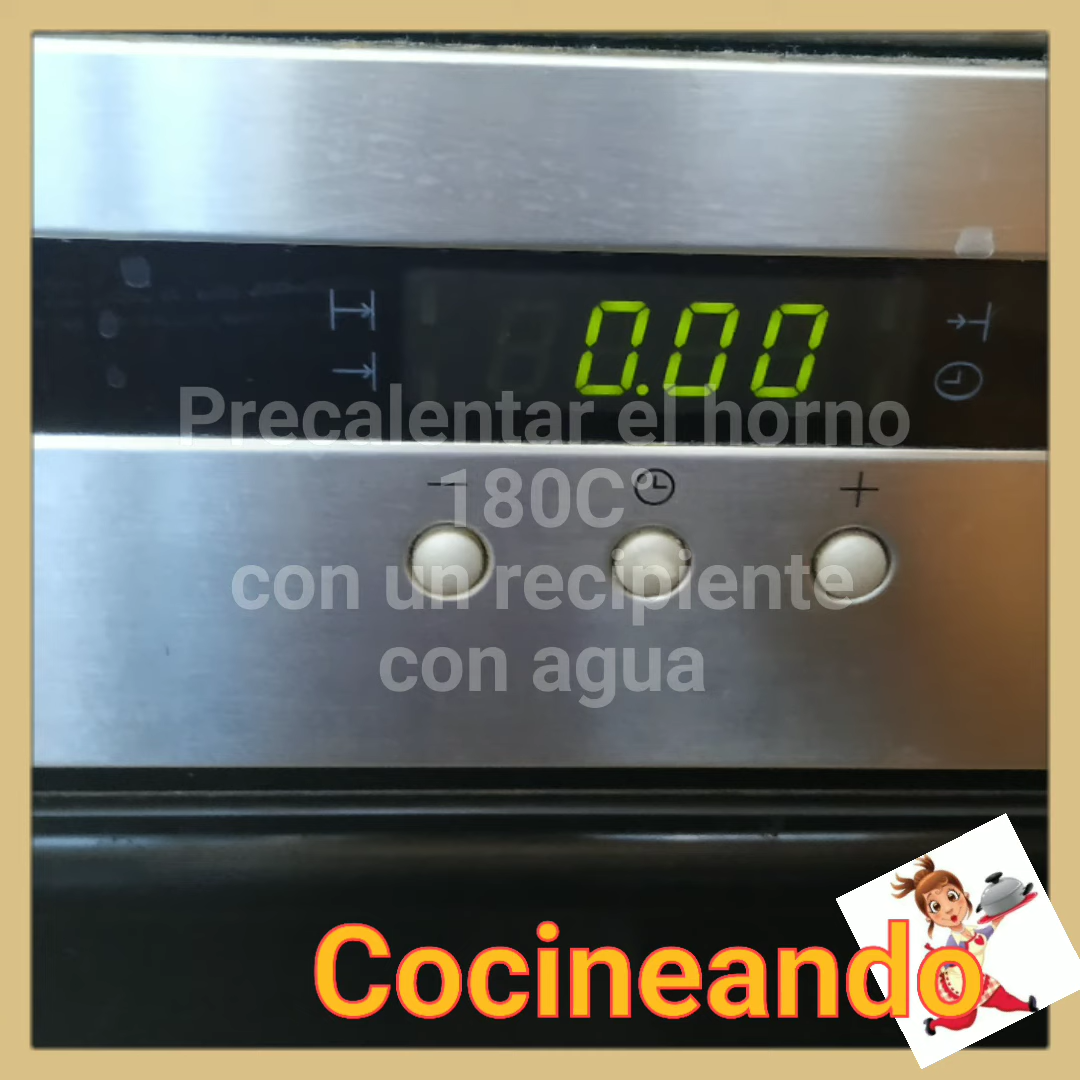 0.00
Precalentar el horno
180C°
con un recipiente
con agua
Cocineando